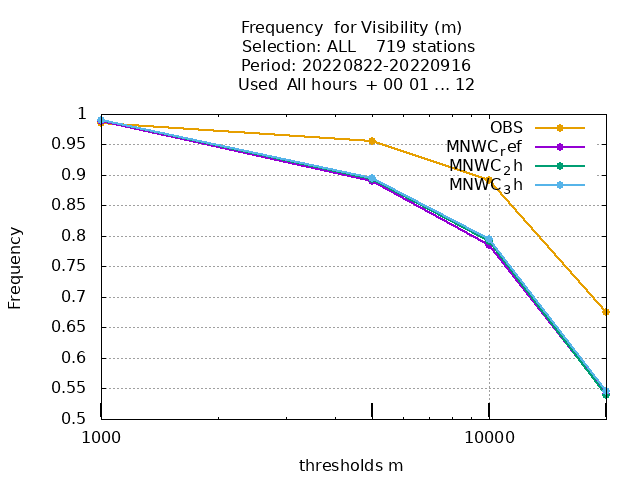 Frequency  for Visibility (m)
Selection: ALL    719 stations
Period: 20220822-20220916
Used  All hours  + 00 01 ... 12
OBS
MNWC_ref
MNWC_2h
MNWC_3h
1
0.95
0.9
0.85
0.8
0.75
0.7
0.65
0.6
0.55
0.5
Frequency
1000
10000
thresholds m